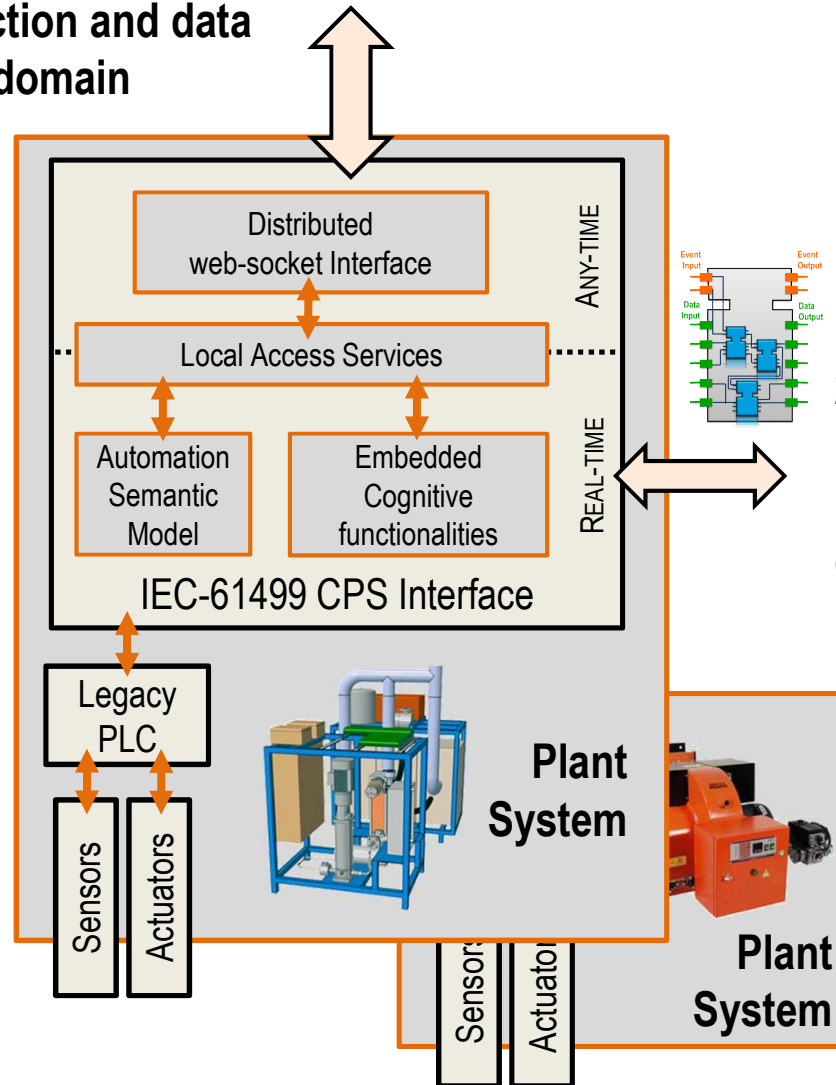 ction and data
domain
Distributed
web-socket Interface
ANY-TIME
Local Access Services
Automation
Semantic
Model
Embedded
Cognitive
functionalities
REAL-TIME
IEC-61499 CPS Interface
Event
Input
Event
Output
Data
Input
Data
Output
Legacy
PLC
Sensors
Actuators
Plant
System
Sensors
Actuator
Plant
System